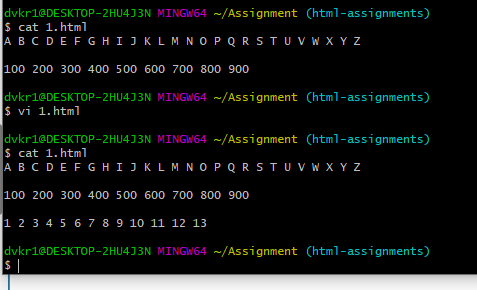 dvkr1@DESKTOP-2HU4J3N MINGW64 ~/Assignment (html-assignments)
$ cat 1.html
A B C D E F G H I J K L M N O P Q R S T U V W X Y Z
100 200 300 400 500 600 700 800 900
dvkr1@DESKTOP-2HU4J3N MINGW64 ~/Assignment (html-assignments)
$ vi 1.html
dvkr1@DESKTOP-2HU4J3N MINGW64 ~/Assignment (html-assignments)
$ cat 1.html
A B C D E F G H I J K L M N O P Q R S T U V W X Y Z
100 200 300 400 500 600 700 800 900
1 2 3 4 5 6 7 8 9 10 11 12 13
dvkr1@DESKTOP-2HU4J3N MINGW64 ~/Assignment (html-assignments)
$